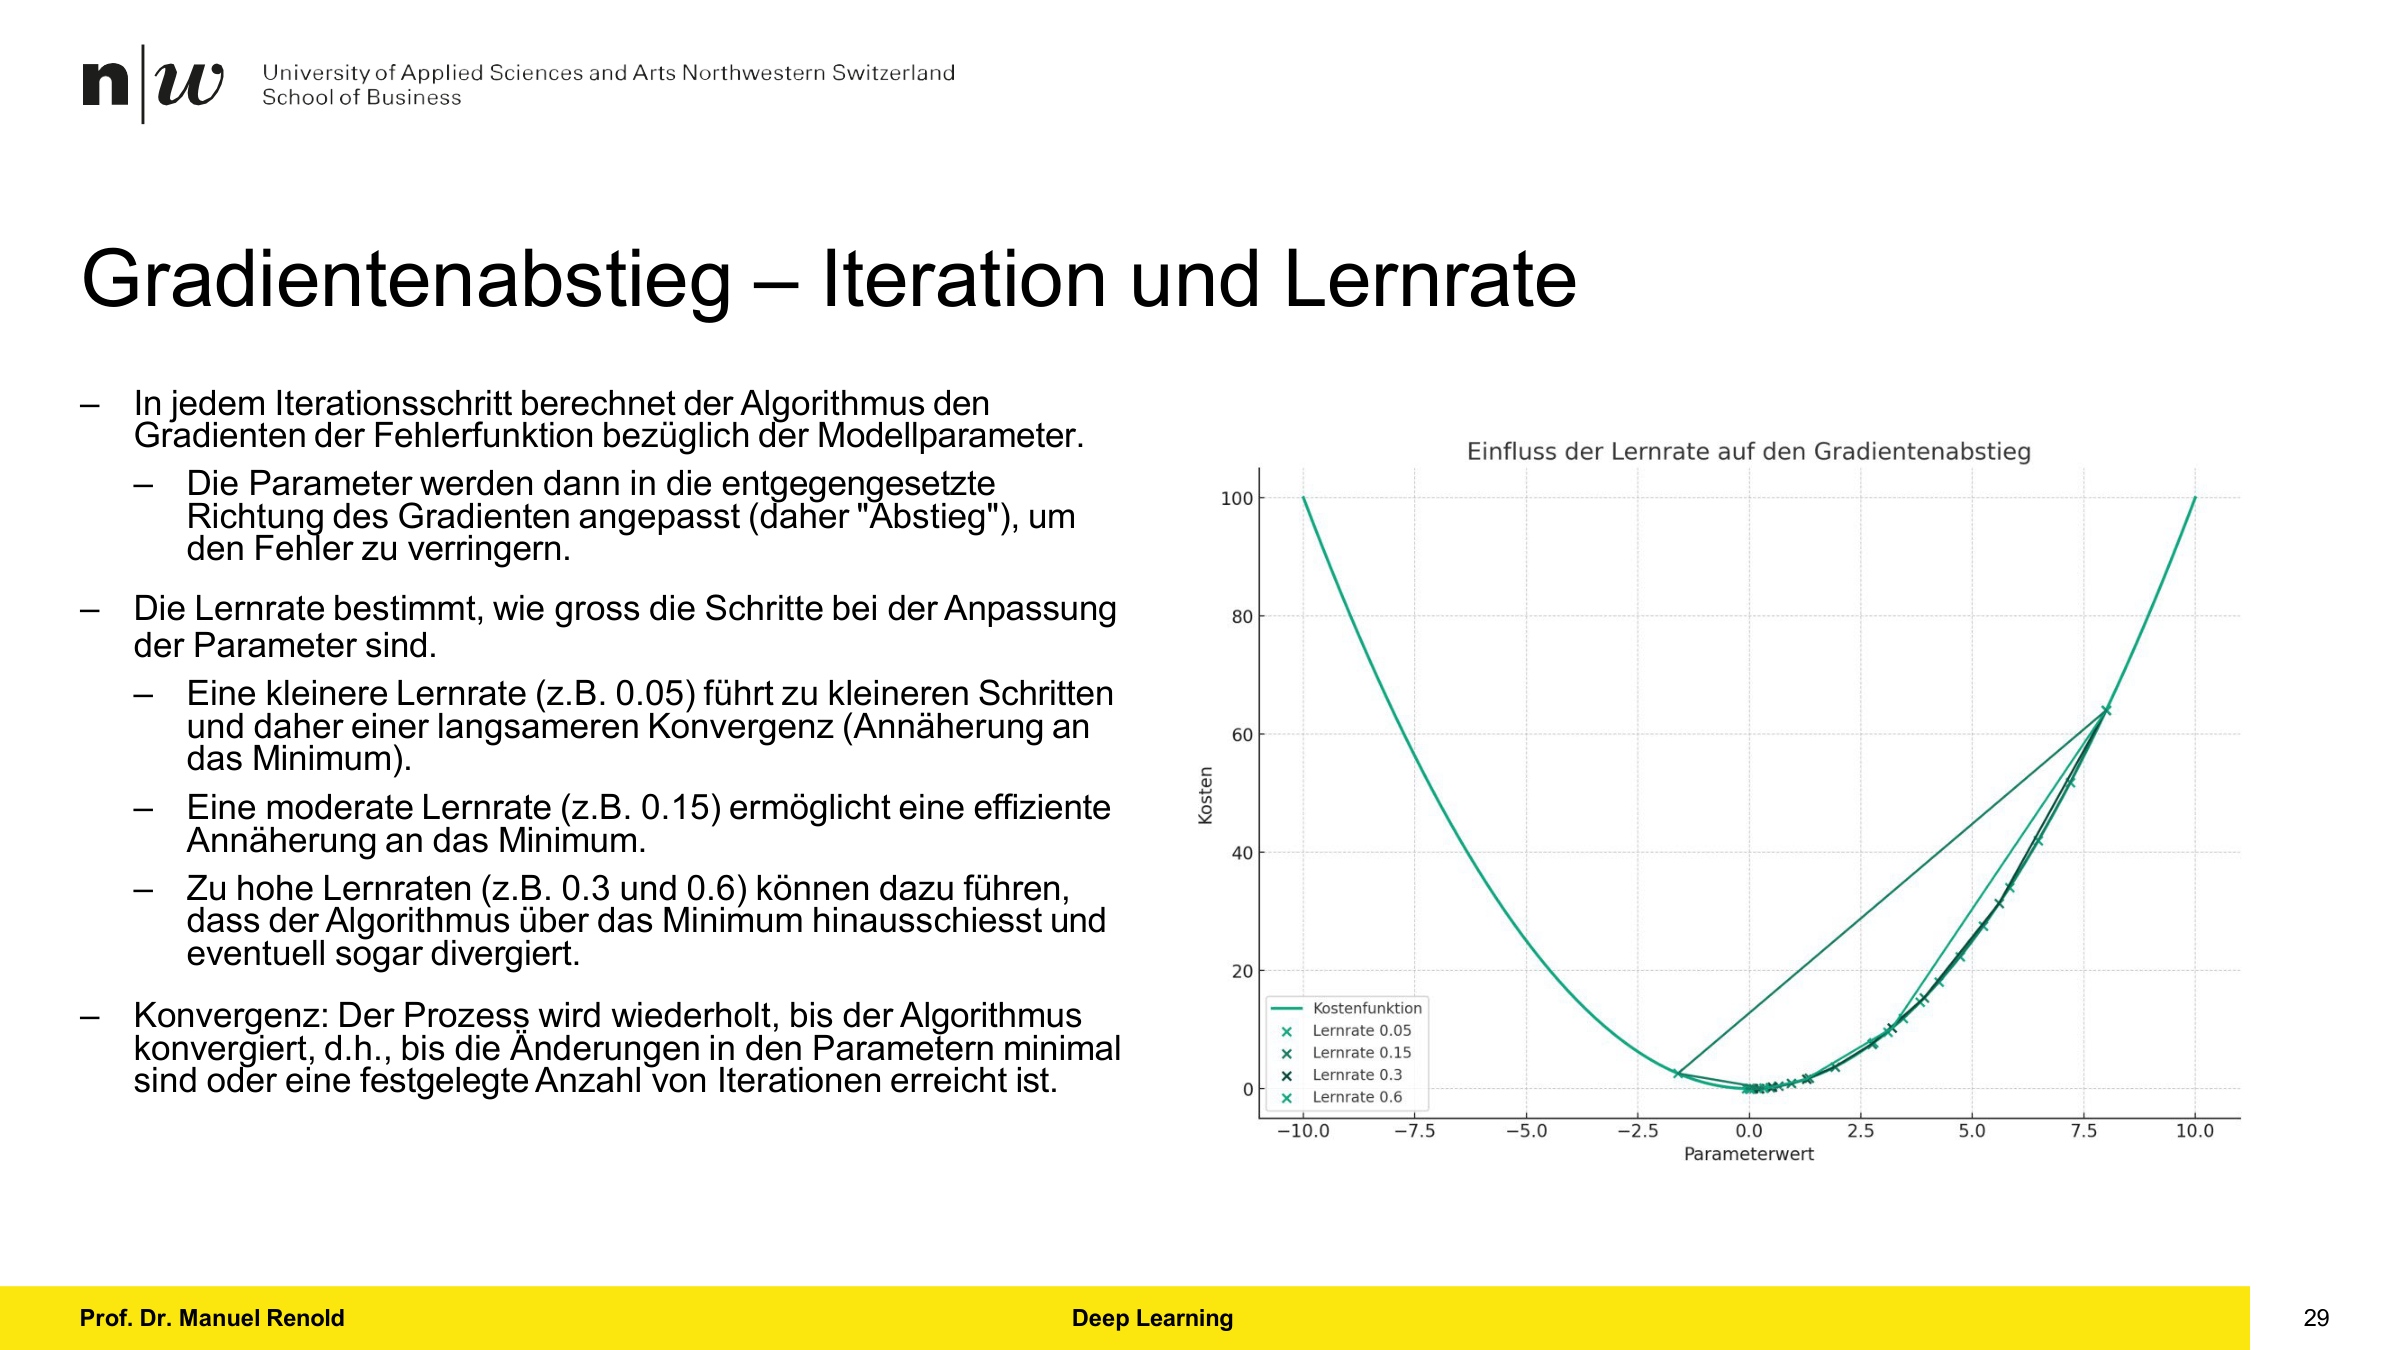 n|w
University of Applied Sciences and Arts Northwestern Switzerland
School of Business
Gradientenabstieg – Iteration und Lernrate
– In jedem Iterationsschritt berechnet der Algorithmus den
Gradienten der Fehlerfunktion bezüglich der Modellparameter.
– Die Parameter werden dann in die entgegengesetzte
Richtung des Gradienten angepasst (daher "Abstieg"), um
den Fehler zu verringern.
– Die Lernrate bestimmt, wie gross die Schritte bei der Anpassung
der Parameter sind.
– Eine kleinere Lernrate (z.B. 0.05) führt zu kleineren Schritten
und daher einer langsameren Konvergenz (Annäherung an
das Minimum).
– Eine moderate Lernrate (z.B. 0.15) ermöglicht eine effiziente
Annäherung an das Minimum.
– Zu hohe Lernraten (z.B. 0.3 und 0.6) können dazu führen,
dass der Algorithmus über das Minimum hinausschiesst und
eventuell sogar divergiert.
– Konvergenz: Der Prozess wird wiederholt, bis der Algorithmus
konvergiert, d.h., bis die Änderungen in den Parametern minimal
sind oder eine festgelegte Anzahl von Iterationen erreicht ist.
Einfluss der Lernrate auf den Gradientenabstieg
100
80
60
40
20
0
Kosten
Kostenfunktion
Lernrate 0.05
Lernrate 0.15
Lernrate 0.3
Lernrate 0.6
−10.0 −7.5 −5.0 −2.5 0.0 2.5 5.0 7.5 10.0
Parameterwert
Prof. Dr. Manuel Renold
Deep Learning
29